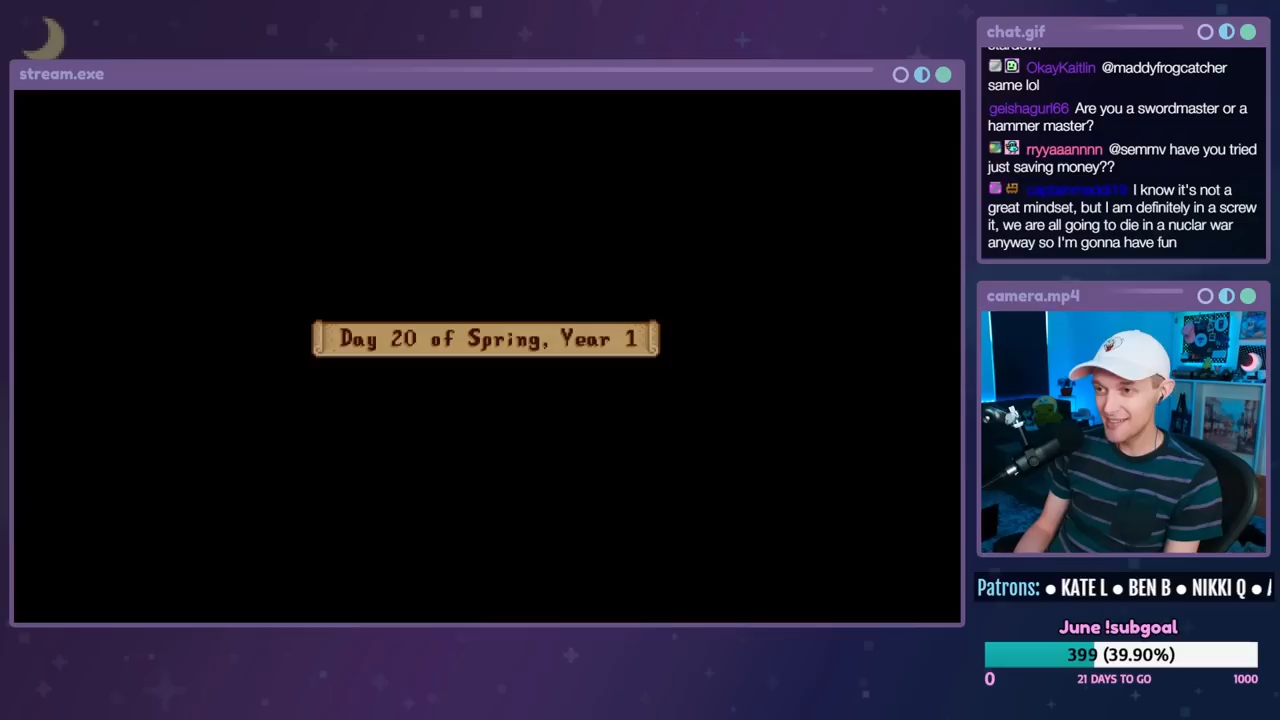 stream.exe
Day 20 of Spring, Year 1
chat.gif
OkayKaitlin @maddyfrogcatcher
same lol
geishagurl66 Are you a swordmaster or a
hammer master?
rryyaaannnn @semmv have you tried
just saving money??
I know it's not a
great mindset, but I am definitely in a screw
it, we are all going to die in a nuclar war
anyway so I'm gonna have fun
camera.mp4
Patrons: ● KATE L ● BEN B ● NIKKI Q ●
June !subgoal
399 (39.90%)
0 21 DAYS TO GO 1000